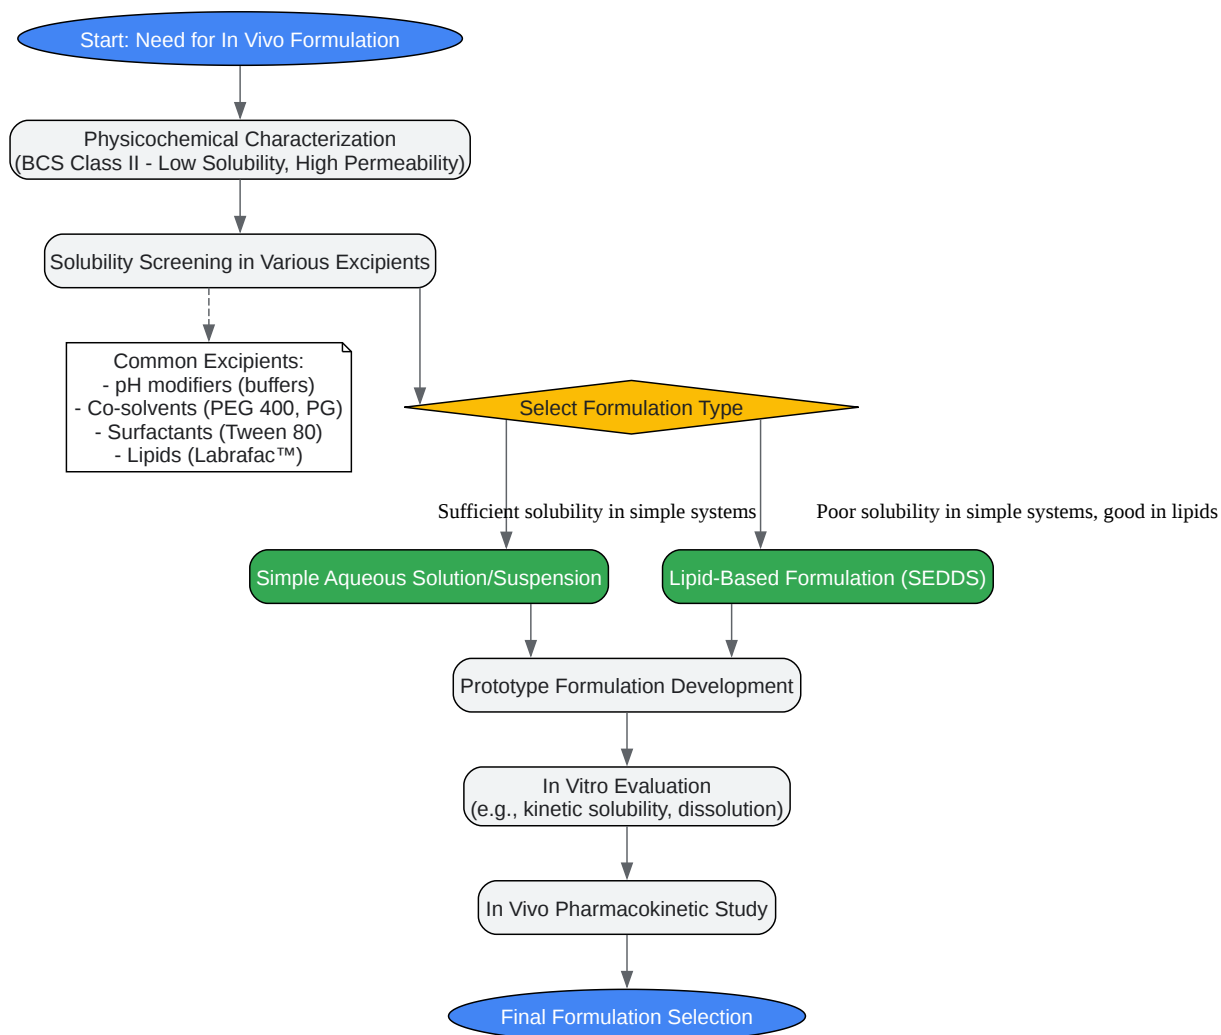 Start: Need for In Vivo Formulation
Physicochemical Characterization
(BCS Class II - Low Solubility, High Permeability)
Solubility Screening in Various Excipients
Common Excipients:
- pH modifiers (buffers)
- Co-solvents (PEG 400, PG)
- Surfactants (Tween 80)
- Lipids (Labrafac™)
Select Formulation Type
Sufficient solubility in simple systems
Poor solubility in simple systems, good in lipids
Simple Aqueous Solution/Suspension
Lipid-Based Formulation (SEDDS)
Prototype Formulation Development
In Vitro Evaluation
(e.g., kinetic solubility, dissolution)
In Vivo Pharmacokinetic Study
Final Formulation Selection